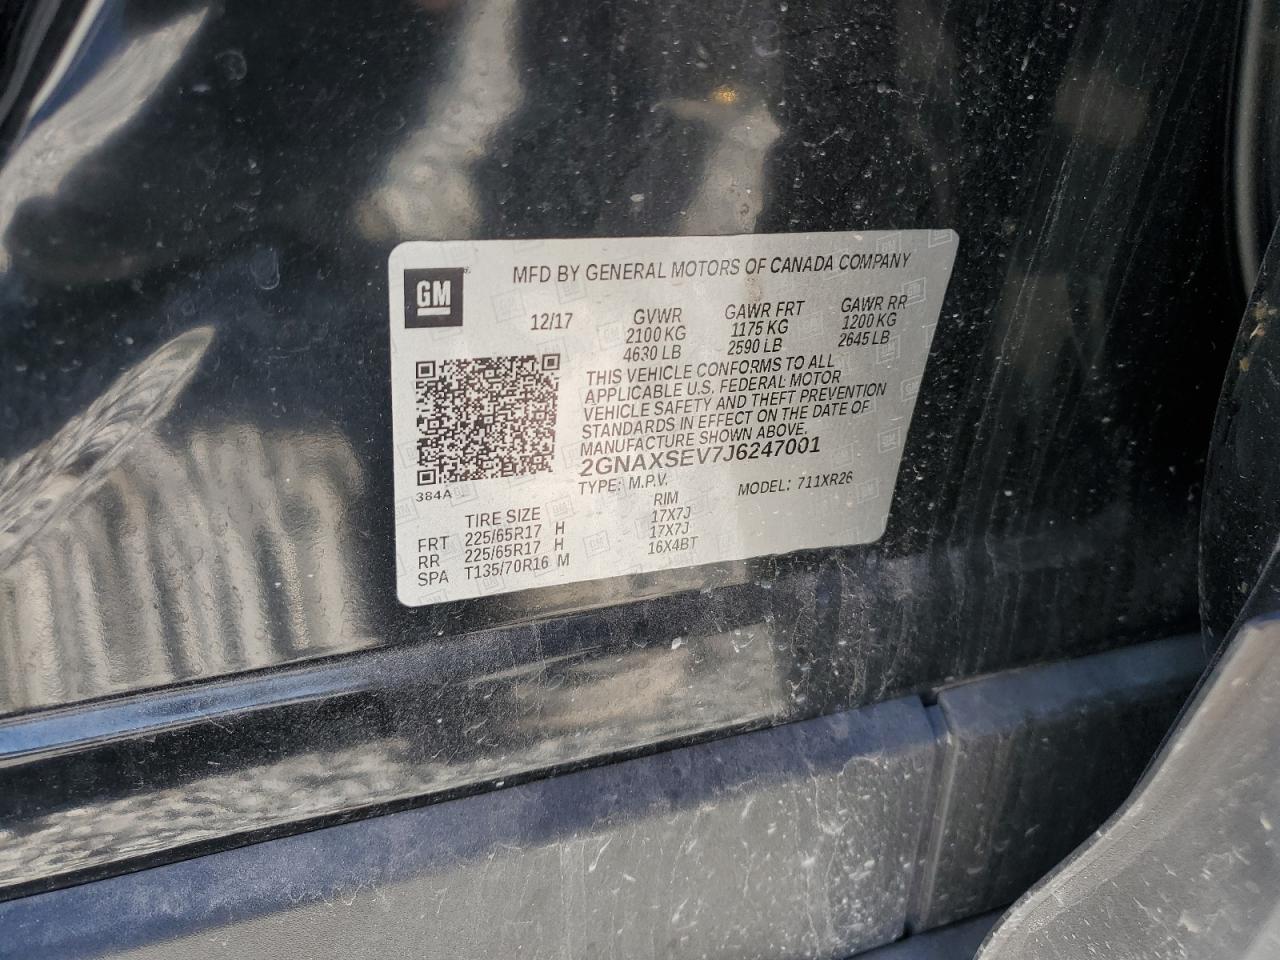 GM
MFD BY GENERAL MOTORS OF CANADA COMPANY
12/17 GVWR GAWR FRT GAWR RR
2100 KG 1175 KG 1200 KG
4630 LB 2590 LB 2645 LB
THIS VEHICLE CONFORMS TO ALL
APPLICABLE U.S. FEDERAL MOTOR
VEHICLE SAFETY AND THEFT PREVENTION
STANDARDS IN EFFECT ON THE DATE OF
MANUFACTURE SHOWN ABOVE.
2GNAXSEV7J6247001
TYPE: M.P.V. MODEL: 711XR26
384A
TIRE SIZE RIM
FRT 225/65R17 H 17X7J
RR 225/65R17 H 17X7J
SPA T135/70R16 M 16X4BT